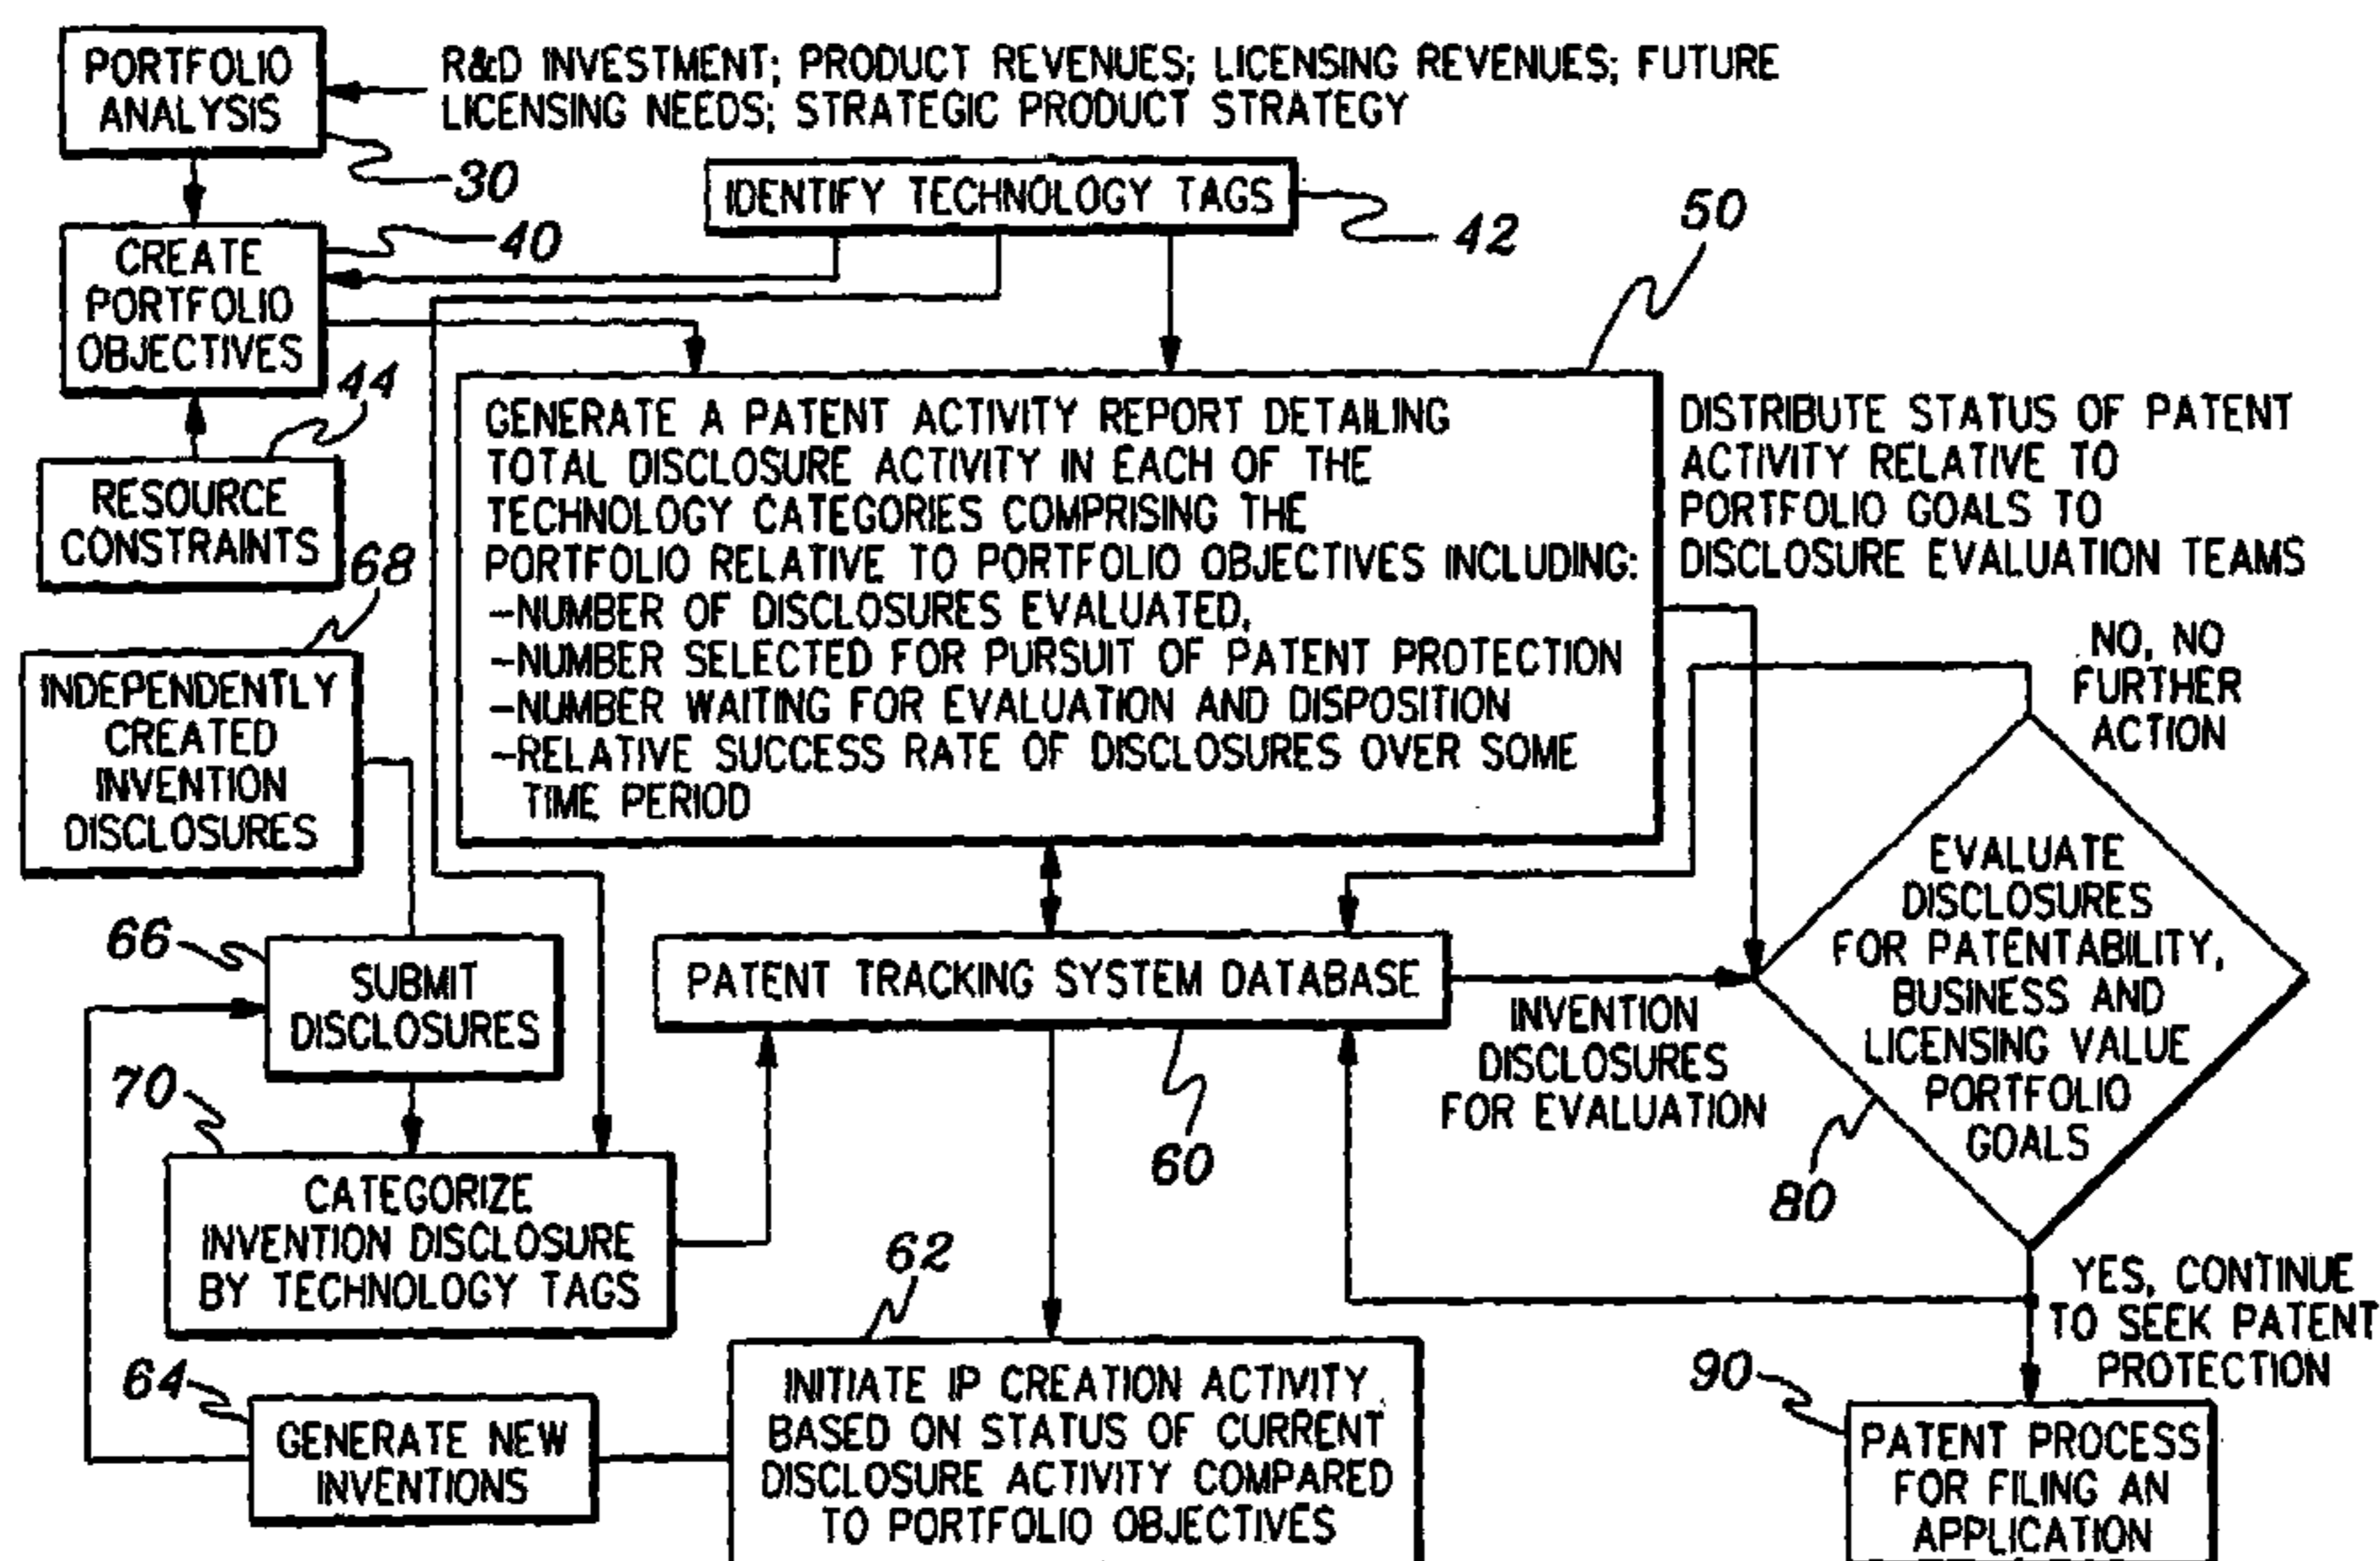 PORTFOLIO
ANALYSIS
R&D INVESTMENT; PRODUCT REVENUES; LICENSING REVENUES; FUTURE
LICENSING NEEDS; STRATEGIC PRODUCT STRATEGY
30
IDENTIFY TECHNOLOGY TAGS
42
50
CREATE
PORTFOLIO
OBJECTIVES
40
44
RESOURCE
CONSTRAINTS
GENERATE A PATENT ACTIVITY REPORT DETAILING
TOTAL DISCLOSURE ACTIVITY IN EACH OF THE
TECHNOLOGY CATEGORIES COMPRISING THE
PORTFOLIO RELATIVE TO PORTFOLIO OBJECTIVES INCLUDING:
-NUMBER OF DISCLOSURES EVALUATED,
-NUMBER SELECTED FOR PURSUIT OF PATENT PROTECTION
-NUMBER WAITING FOR EVALUATION AND DISPOSITION
-RELATIVE SUCCESS RATE OF DISCLOSURES OVER SOME
TIME PERIOD
DISTRIBUTE STATUS OF PATENT
ACTIVITY RELATIVE TO
PORTFOLIO GOALS TO
DISCLOSURE EVALUATION TEAMS
68
INDEPENDENTLY
CREATED
INVENTION
DISCLOSURES
NO, NO
FURTHER
ACTION
EVALUATE
DISCLOSURES
FOR PATENTABILITY,
BUSINESS AND
LICENSING VALUE
PORTFOLIO
GOALS
80
66
SUBMIT
DISCLOSURES
PATENT TRACKING SYSTEM DATABASE
60
INVENTION
DISCLOSURES
FOR EVALUATION
70
CATEGORIZE
INVENTION DISCLOSURE
BY TECHNOLOGY TAGS
62
INITIATE IP CREATION ACTIVITY
BASED ON STATUS OF CURRENT
DISCLOSURE ACTIVITY COMPARED
TO PORTFOLIO OBJECTIVES
64
GENERATE NEW
INVENTIONS
YES, CONTINUE
TO SEEK PATENT
PROTECTION
90
PATENT PROCESS
FOR FILING AN
APPLICATION